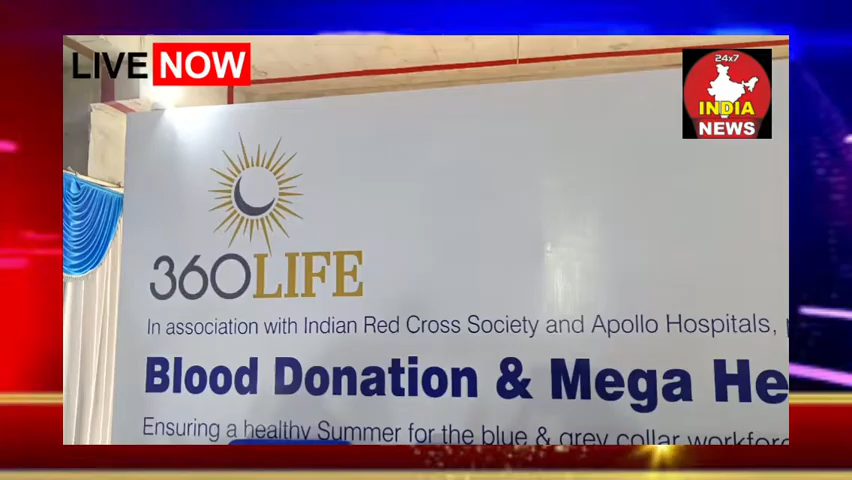 LIVE NOW
24x7
INDIA
NEWS
360LIFE
In association with Indian Red Cross Society and Apollo Hospitals,
Blood Donation & Mega He
Ensuring a healthy Summer for the blue & grey collar workforc